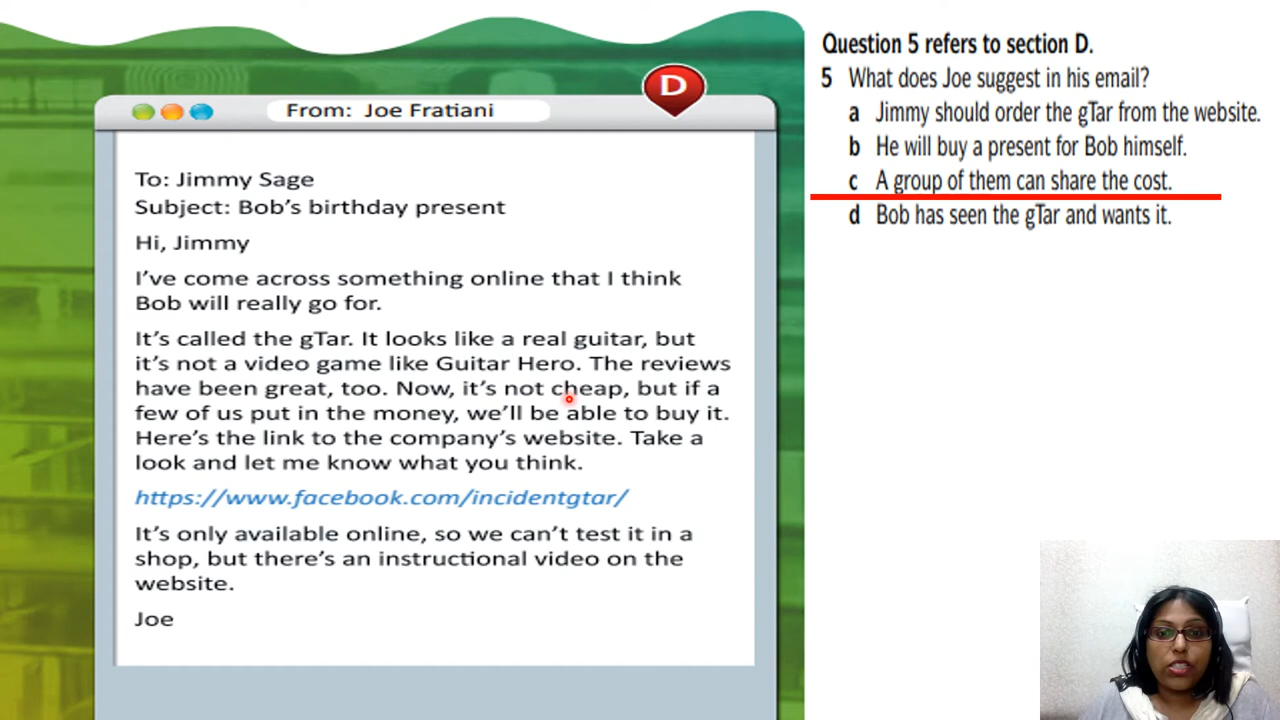 D
From: Joe Fratiani
To: Jimmy Sage
Subject: Bob's birthday present
Hi, Jimmy
I've come across something online that I think
Bob will really go for.
It's called the gTar. It looks like a real guitar, but
it's not a video game like Guitar Hero. The reviews
have been great, too. Now, it's not cheap, but if a
few of us put in the money, we'll be able to buy it.
Here's the link to the company's website. Take a
look and let me know what you think.
https://www.facebook.com/incidentgtar/
It's only available online, so we can't test it in a
shop, but there's an instructional video on the
website.
Joe
Question 5 refers to section D.
5 What does Joe suggest in his email?
a Jimmy should order the gTar from the website.
b He will buy a present for Bob himself.
c A group of them can share the cost.
d Bob has seen the gTar and wants it.